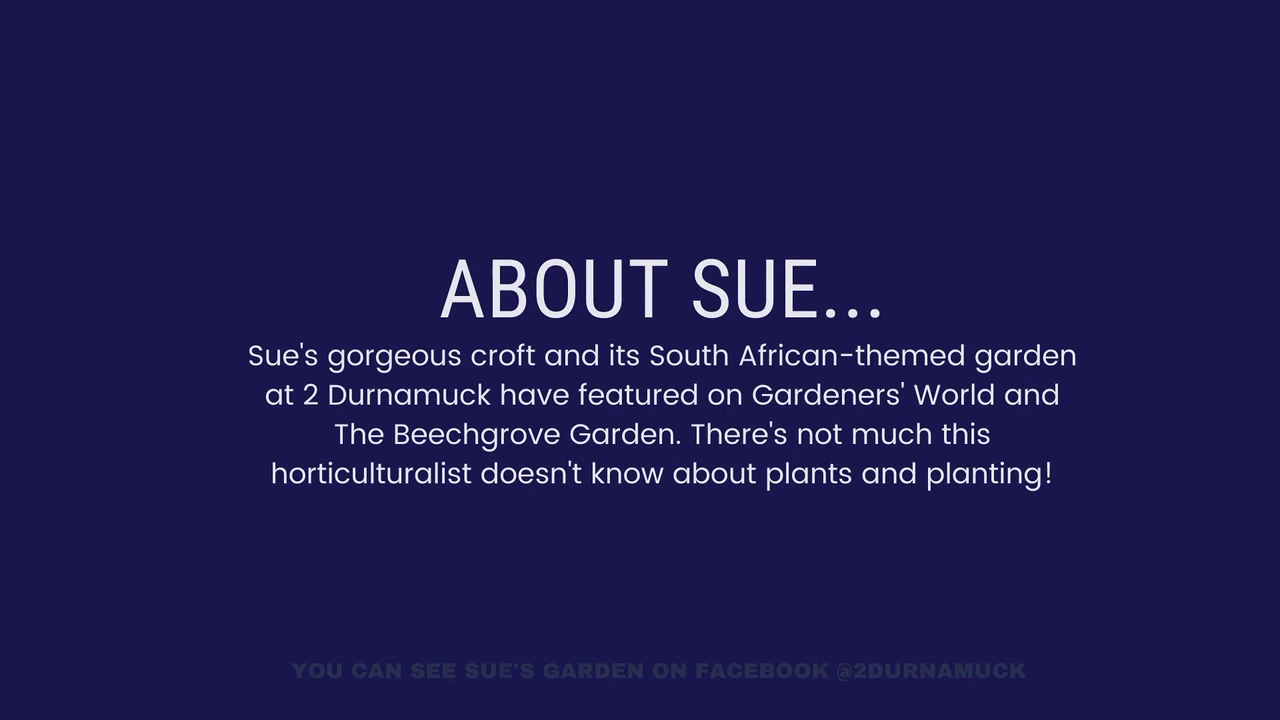 ABOUT SUE...
Sue's gorgeous croft and its South African-themed garden
at 2 Durnamuck have featured on Gardeners' World and
The Beechgrove Garden. There's not much this
horticulturalist doesn't know about plants and planting!
YOU CAN SEE SUE'S GARDEN ON FACEBOOK @2DURNAMUCK